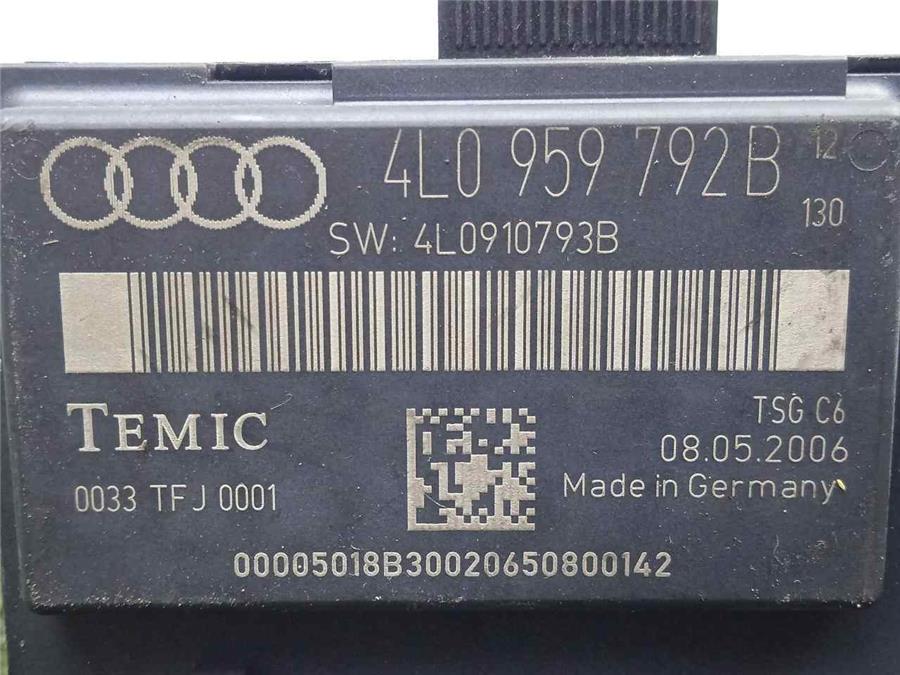 4L0 959 792B 12
130
SW: 4L0910793B
TEMIC
TSG C6
08.05.2006
0033 TFJ 0001
Made in Germany
00005018B30020650800142